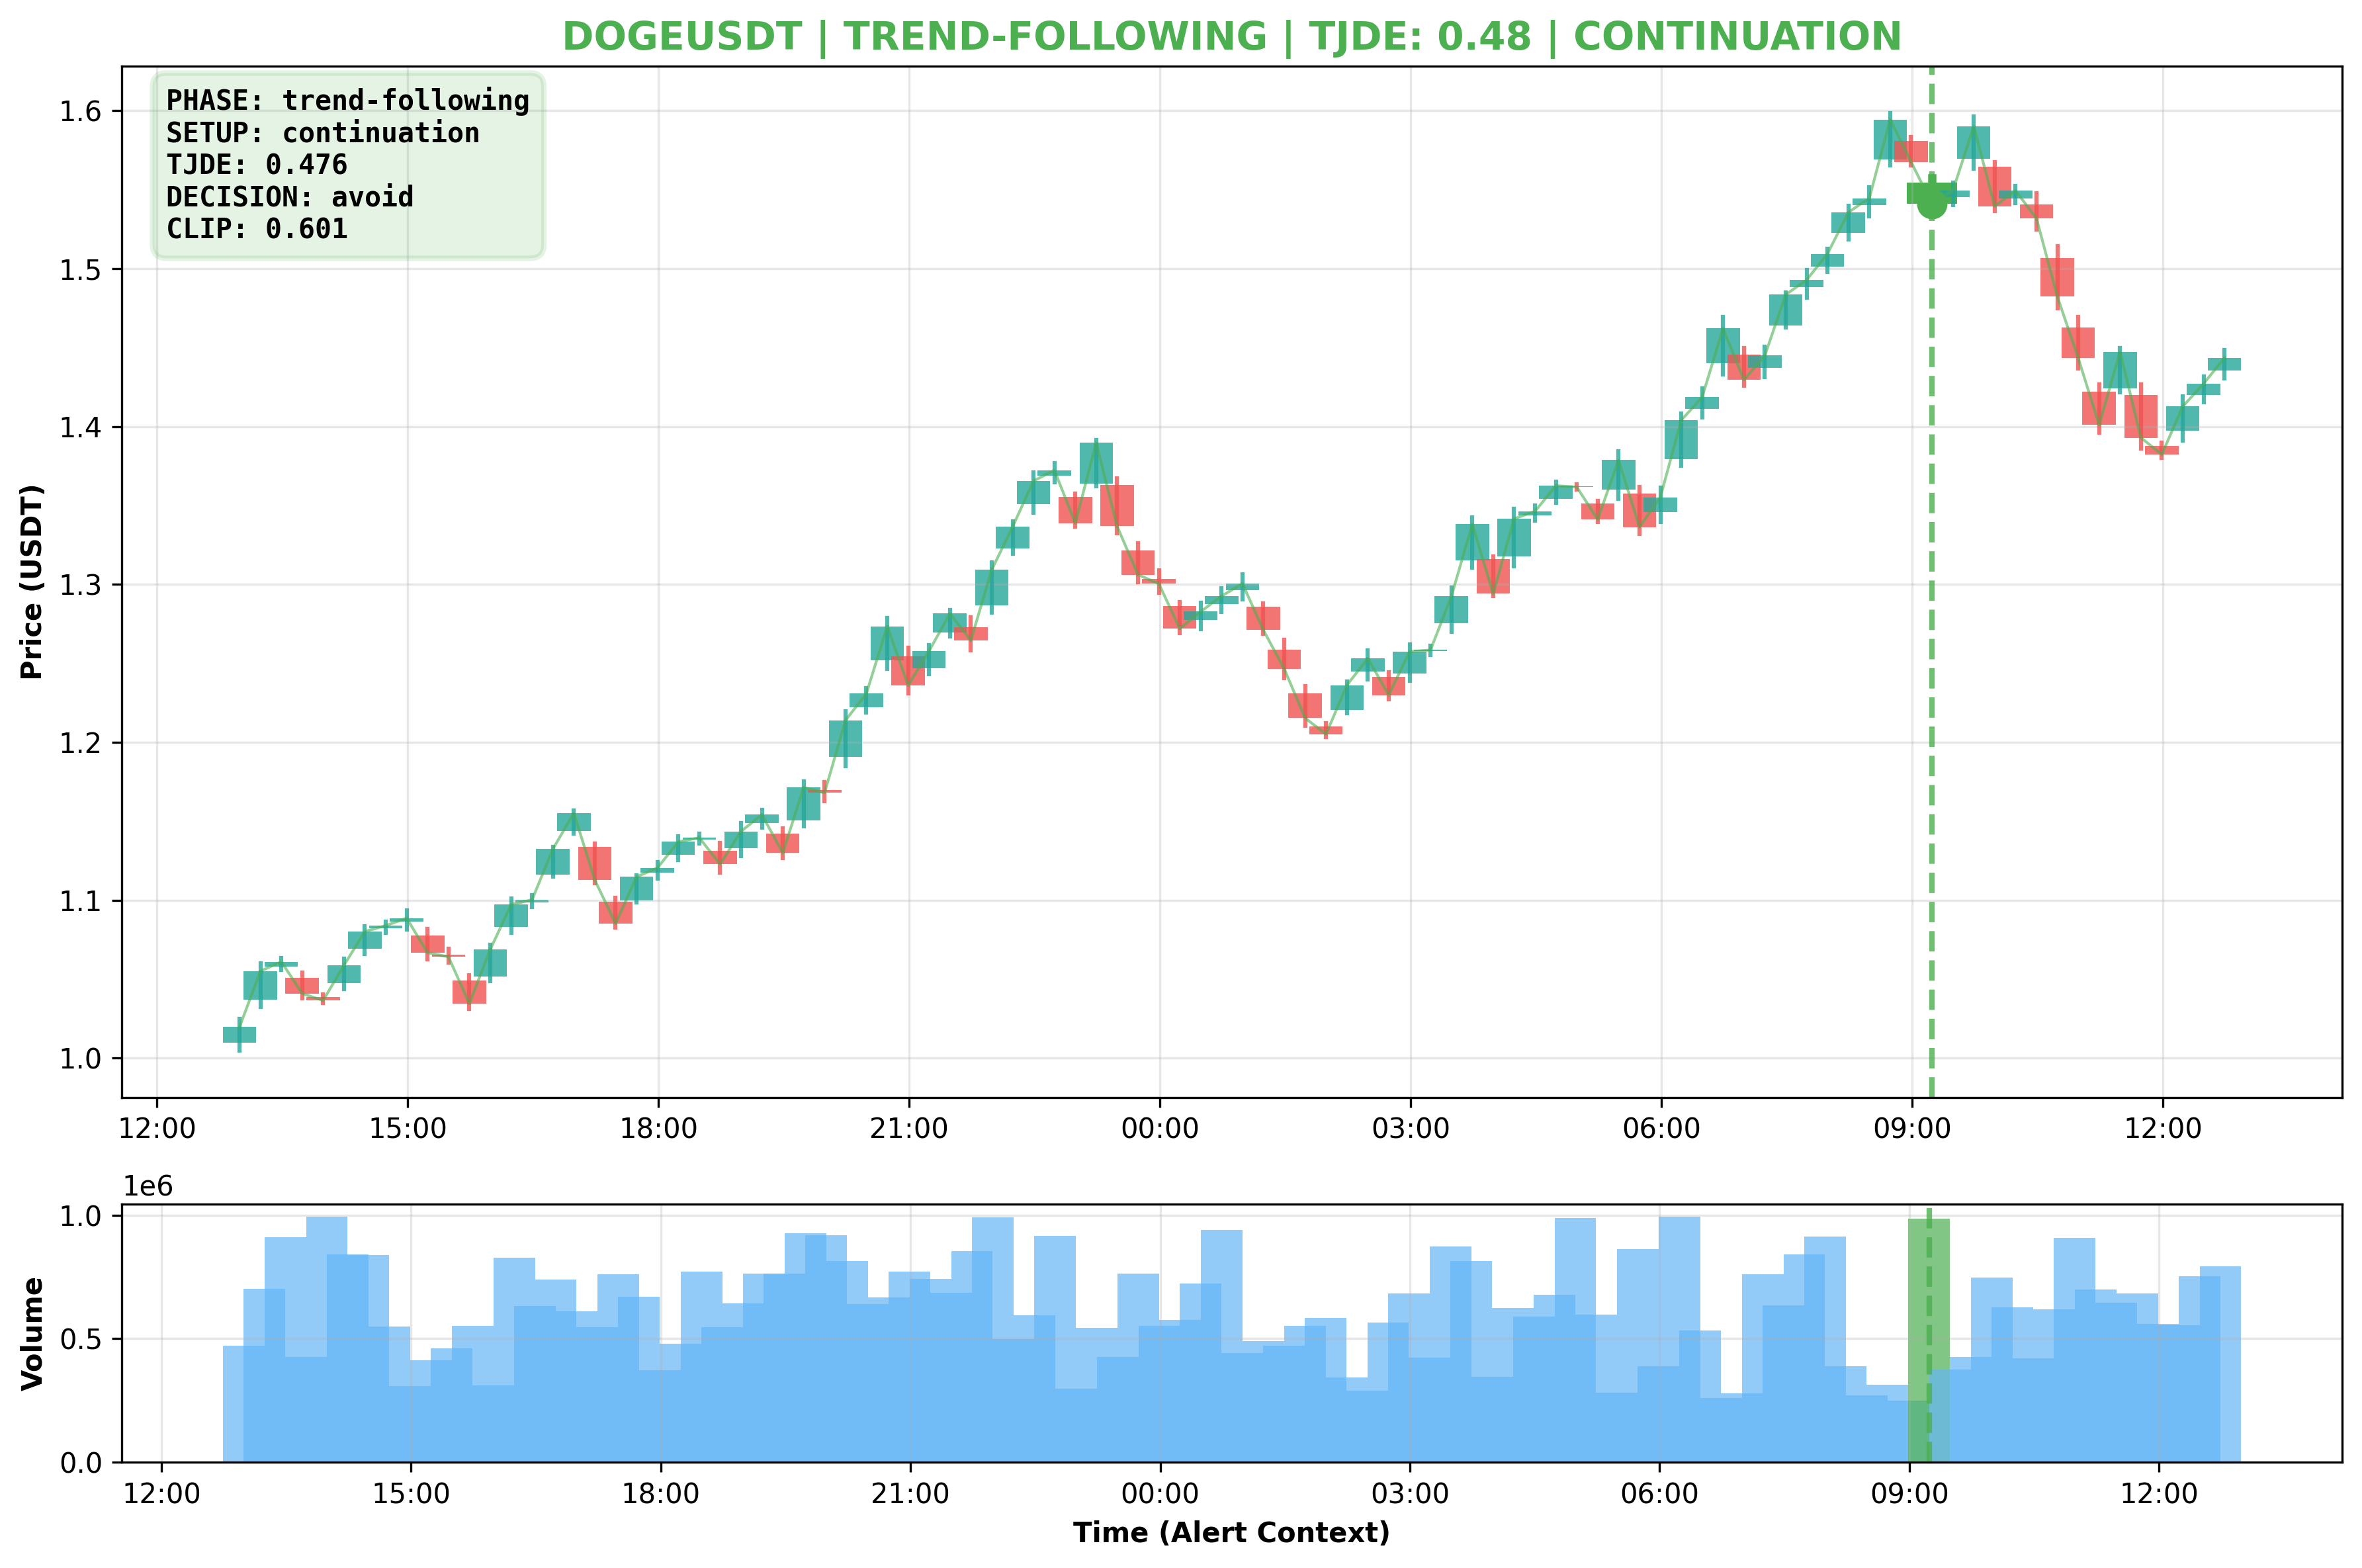 DOGEUSDT | TREND-FOLLOWING | TJDE: 0.48 | CONTINUATION
PHASE: trend-following
SETUP: continuation
TJDE: 0.476
DECISION: avoid
CLIP: 0.601
Price (USDT)
1.6
1.5
1.4
1.3
1.2
1.1
1.0
12:00 15:00 18:00 21:00 00:00 03:00 06:00 09:00 12:00
1e6
Volume
1.0
0.5
0.0
12:00 15:00 18:00 21:00 00:00 03:00 06:00 09:00 12:00
Time (Alert Context)